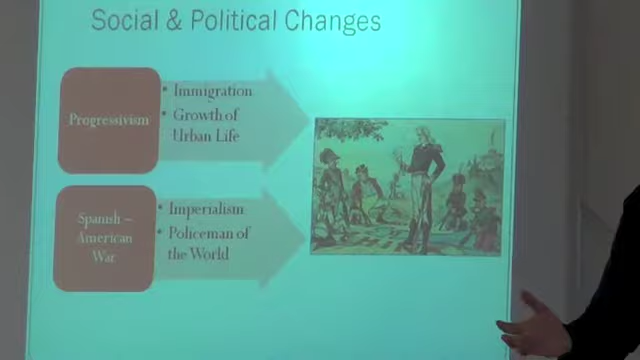 Social & Political Changes
Progressivism
• Immigration
• Growth of
Urban Life
Spanish –
American
War
• Imperialism
• Policeman of
the World